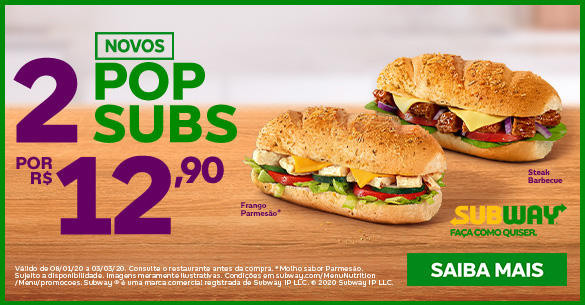 NOVOS
2 POP
SUBS
POR
R$ 12,90
Frango
Parmesão*
Steak
Barbecue
SUBWAY
FAÇA COMO QUISER.
Válido de 08/01/20 a 03/03/20. Consulte o restaurante antes da compra. *Molho sabor Parmesão.
Sujeito a disponibilidade. Imagens meramente ilustrativas. Condições em subway.com/MenuNutrition
/Menu/promocoes. Subway ® é uma marca comercial registrada de Subway IP LLC. © 2020 Subway IP LLC.
SAIBA MAIS